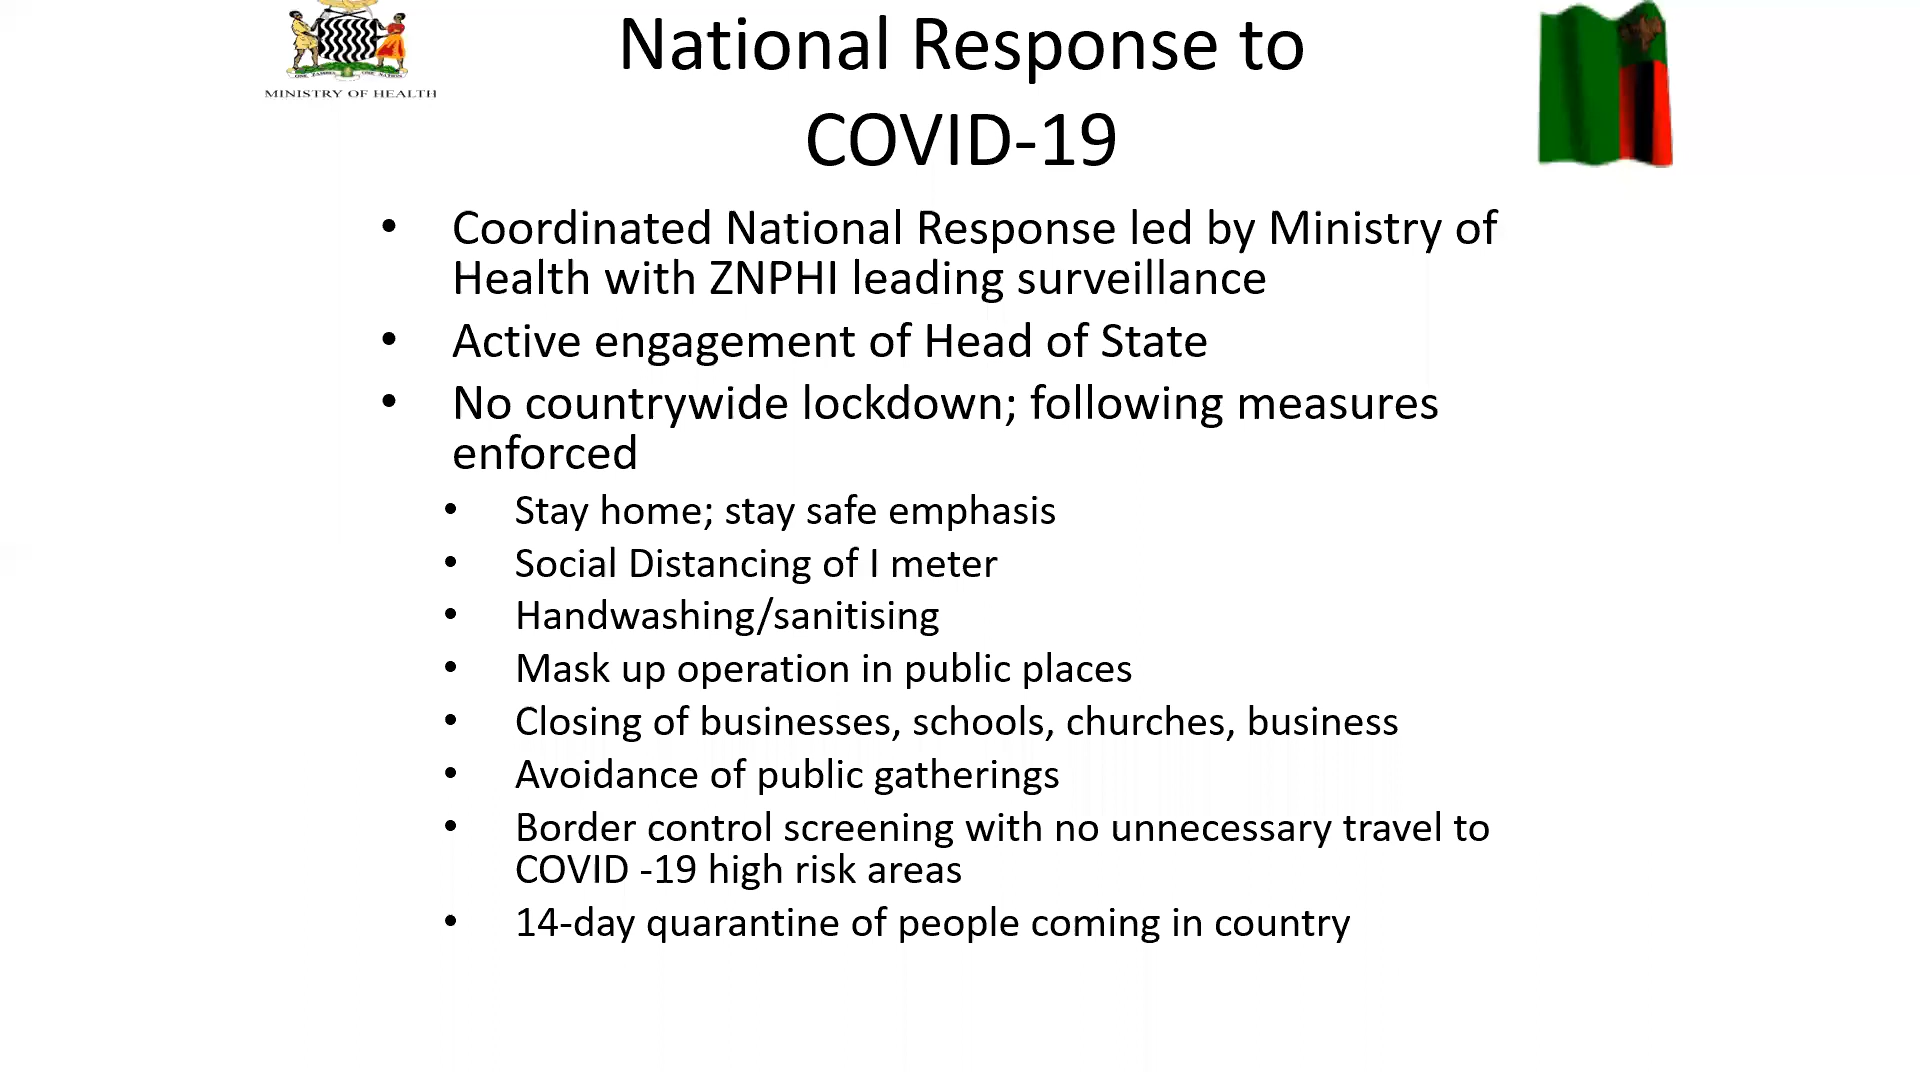 National Response to
COVID-19
ONE ZAMBIA ONE NATION
MINISTRY OF HEALTH
• Coordinated National Response led by Ministry of
Health with ZNPHI leading surveillance
• Active engagement of Head of State
• No countrywide lockdown; following measures
enforced
• Stay home; stay safe emphasis
• Social Distancing of I meter
• Handwashing/sanitising
• Mask up operation in public places
• Closing of businesses, schools, churches, business
• Avoidance of public gatherings
• Border control screening with no unnecessary travel to
COVID -19 high risk areas
• 14-day quarantine of people coming in country